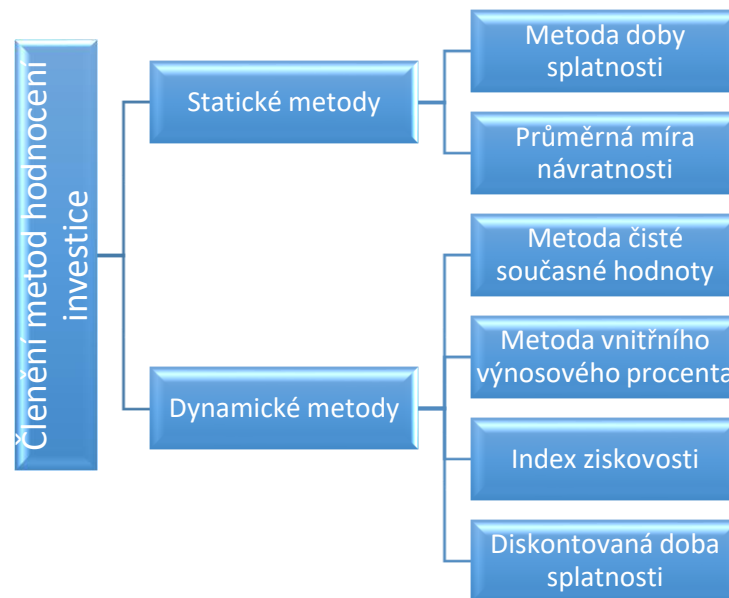 Členění metod hodnocení
investice
Statické metody
Metoda doby
splatnosti
Průměrná míra
návratnosti
Dynamické metody
Metoda čisté
současné hodnoty
Metoda vnitřního
výnosového procenta
Index ziskovosti
Diskontovaná doba
splatnosti